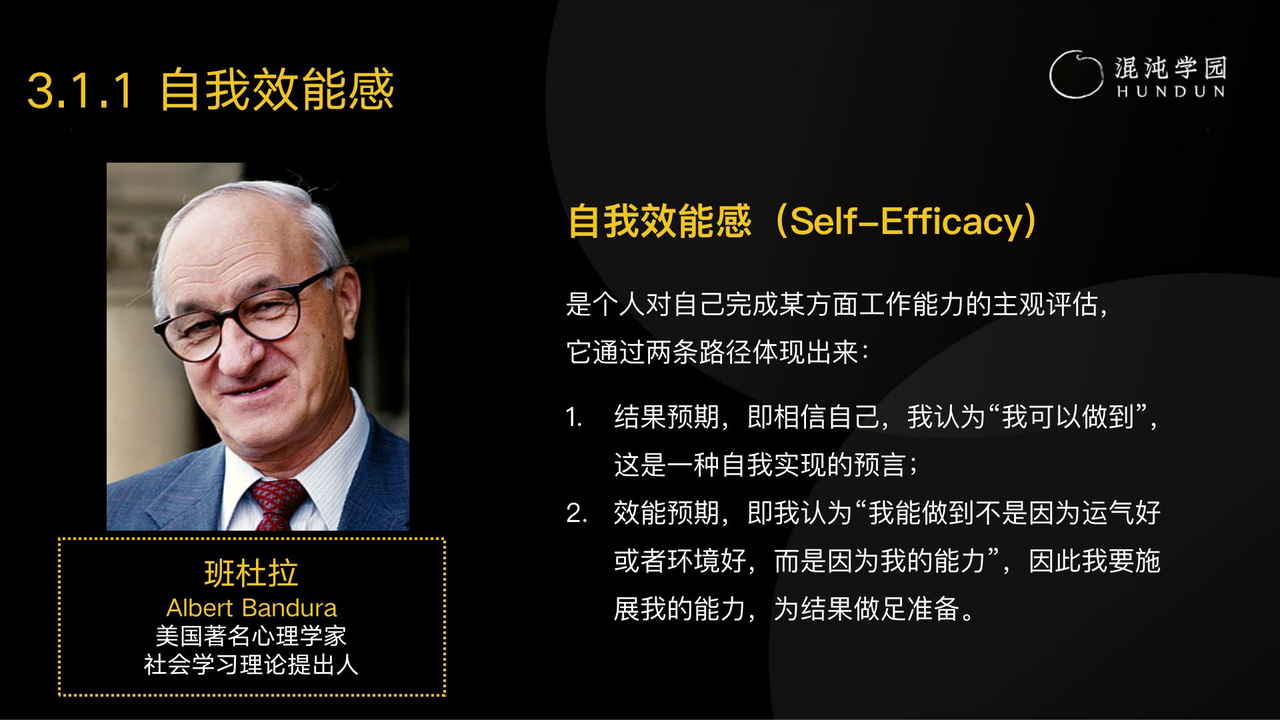 3.1.1 自我效能感
混沌学园
HUNDUN
自我效能感（Self-Efficacy）
是个人对自己完成某方面工作能力的主观评估，
它通过两条路径体现出来：
1. 结果预期，即相信自己，我认为“我可以做到”，
这是一种自我实现的预言；
2. 效能预期，即我认为“我能做到不是因为运气好
或者环境好，而是因为我的能力”，因此我要施
展我的能力，为结果做足准备。
班杜拉
Albert Bandura
美国著名心理学家
社会学习理论提出人